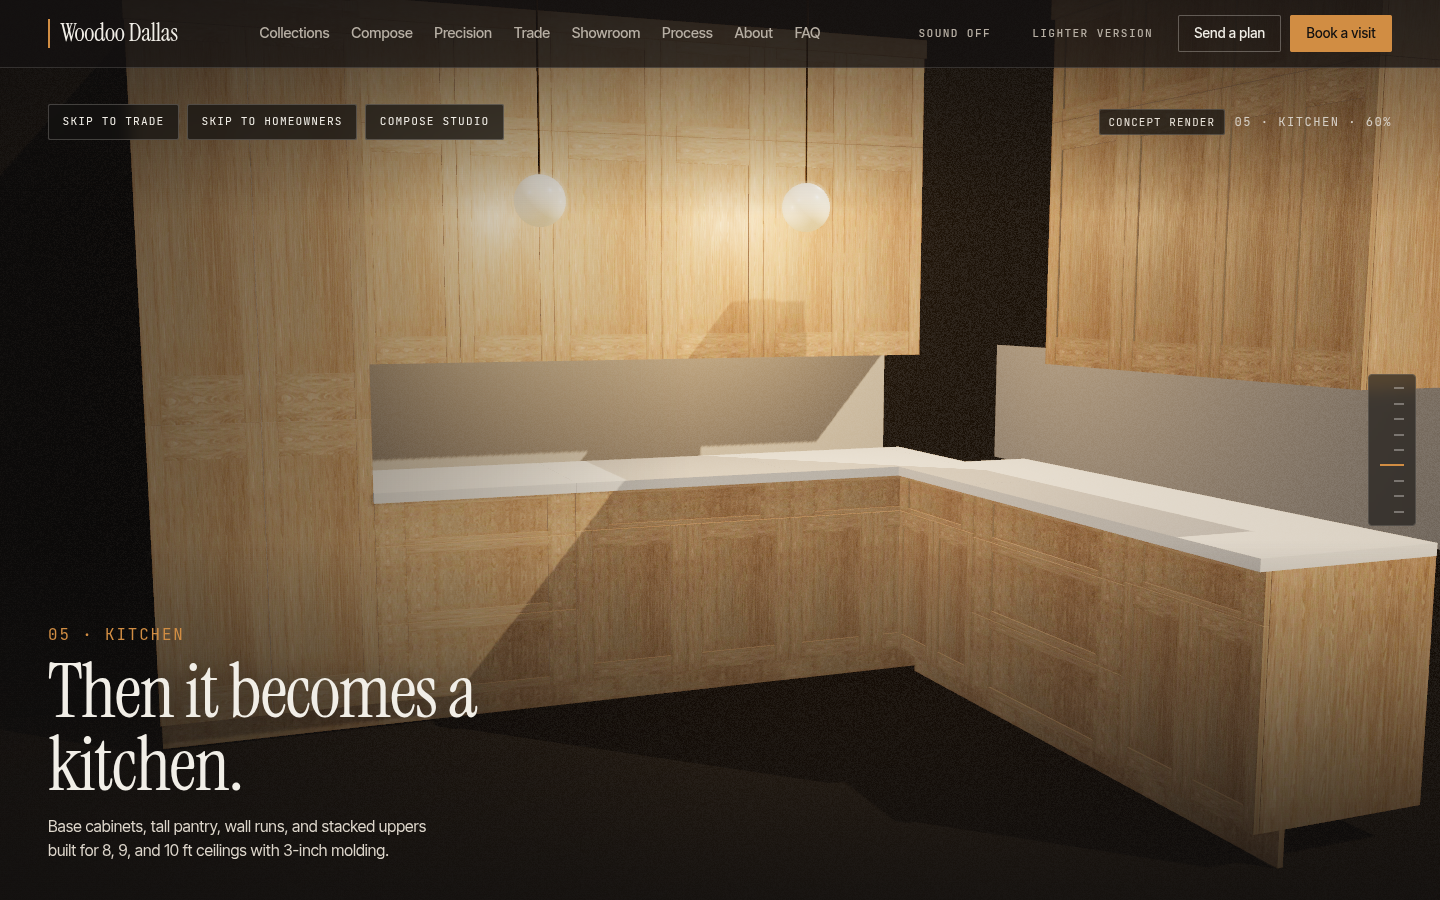 Woodoo Dallas
Collections Compose Precision Trade Showroom Process About FAQ
SOUND OFF LIGHTER VERSION Send a plan Book a visit
SKIP TO TRADE SKIP TO HOMEOWNERS COMPOSE STUDIO
CONCEPT RENDER 05 · KITCHEN · 60%
05 · KITCHEN
Then it becomes a
kitchen.
Base cabinets, tall pantry, wall runs, and stacked uppers
built for 8, 9, and 10 ft ceilings with 3-inch molding.